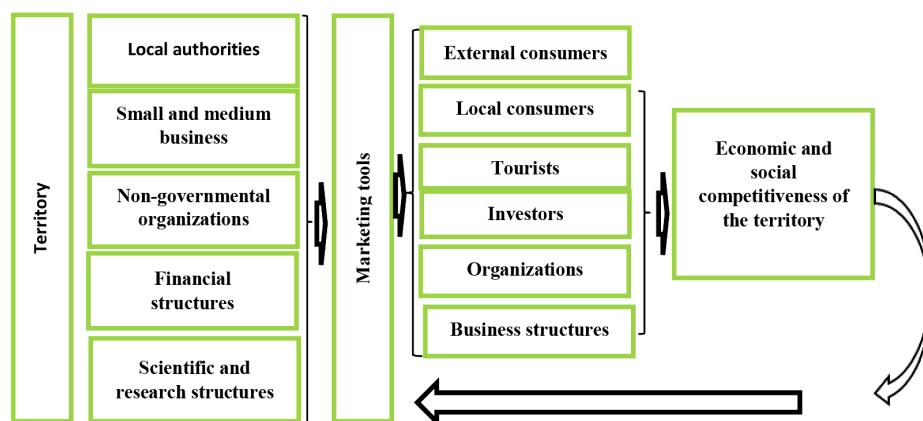 Territory
Local authorities
Small and medium
business
Non-governmental
organizations
Financial
structures
Scientific and
research structures
Marketing tools
External consumers
Local consumers
Tourists
Investors
Organizations
Business structures
Economic and
social
competitiveness of
the territory